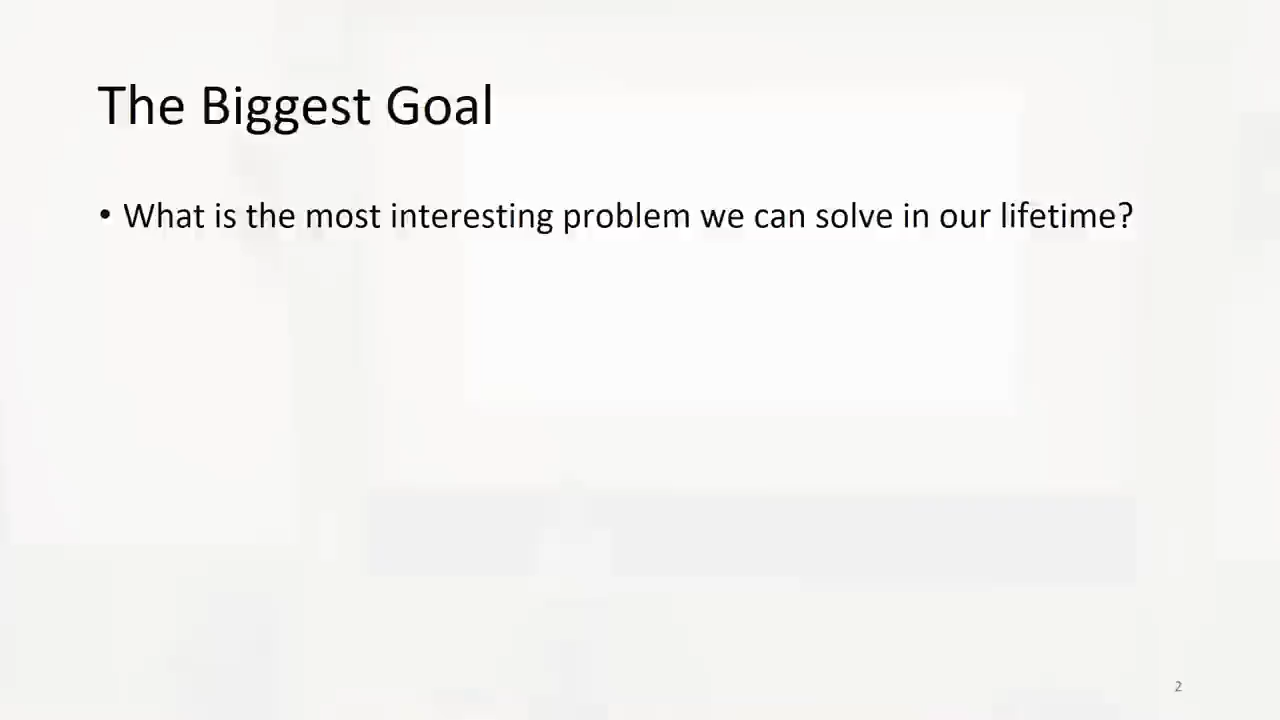 The Biggest Goal
• What is the most interesting problem we can solve in our lifetime?
2